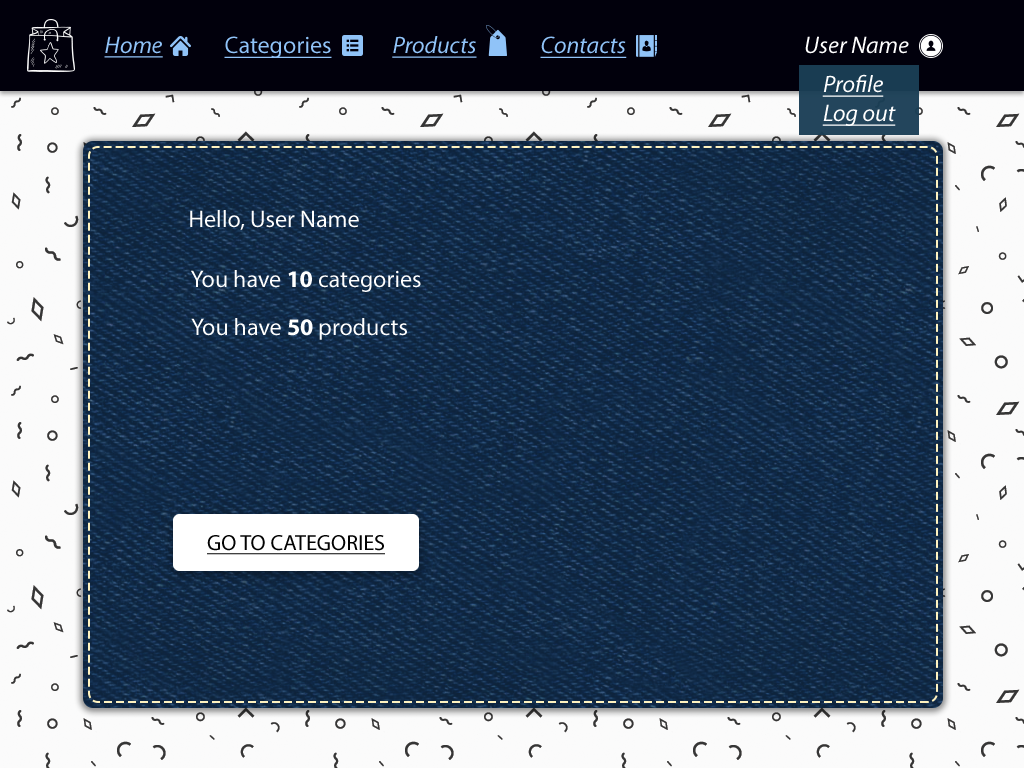 Home Categories Products Contacts User Name
Profile
Log out
Hello, User Name
You have 10 categories
You have 50 products
GO TO CATEGORIES